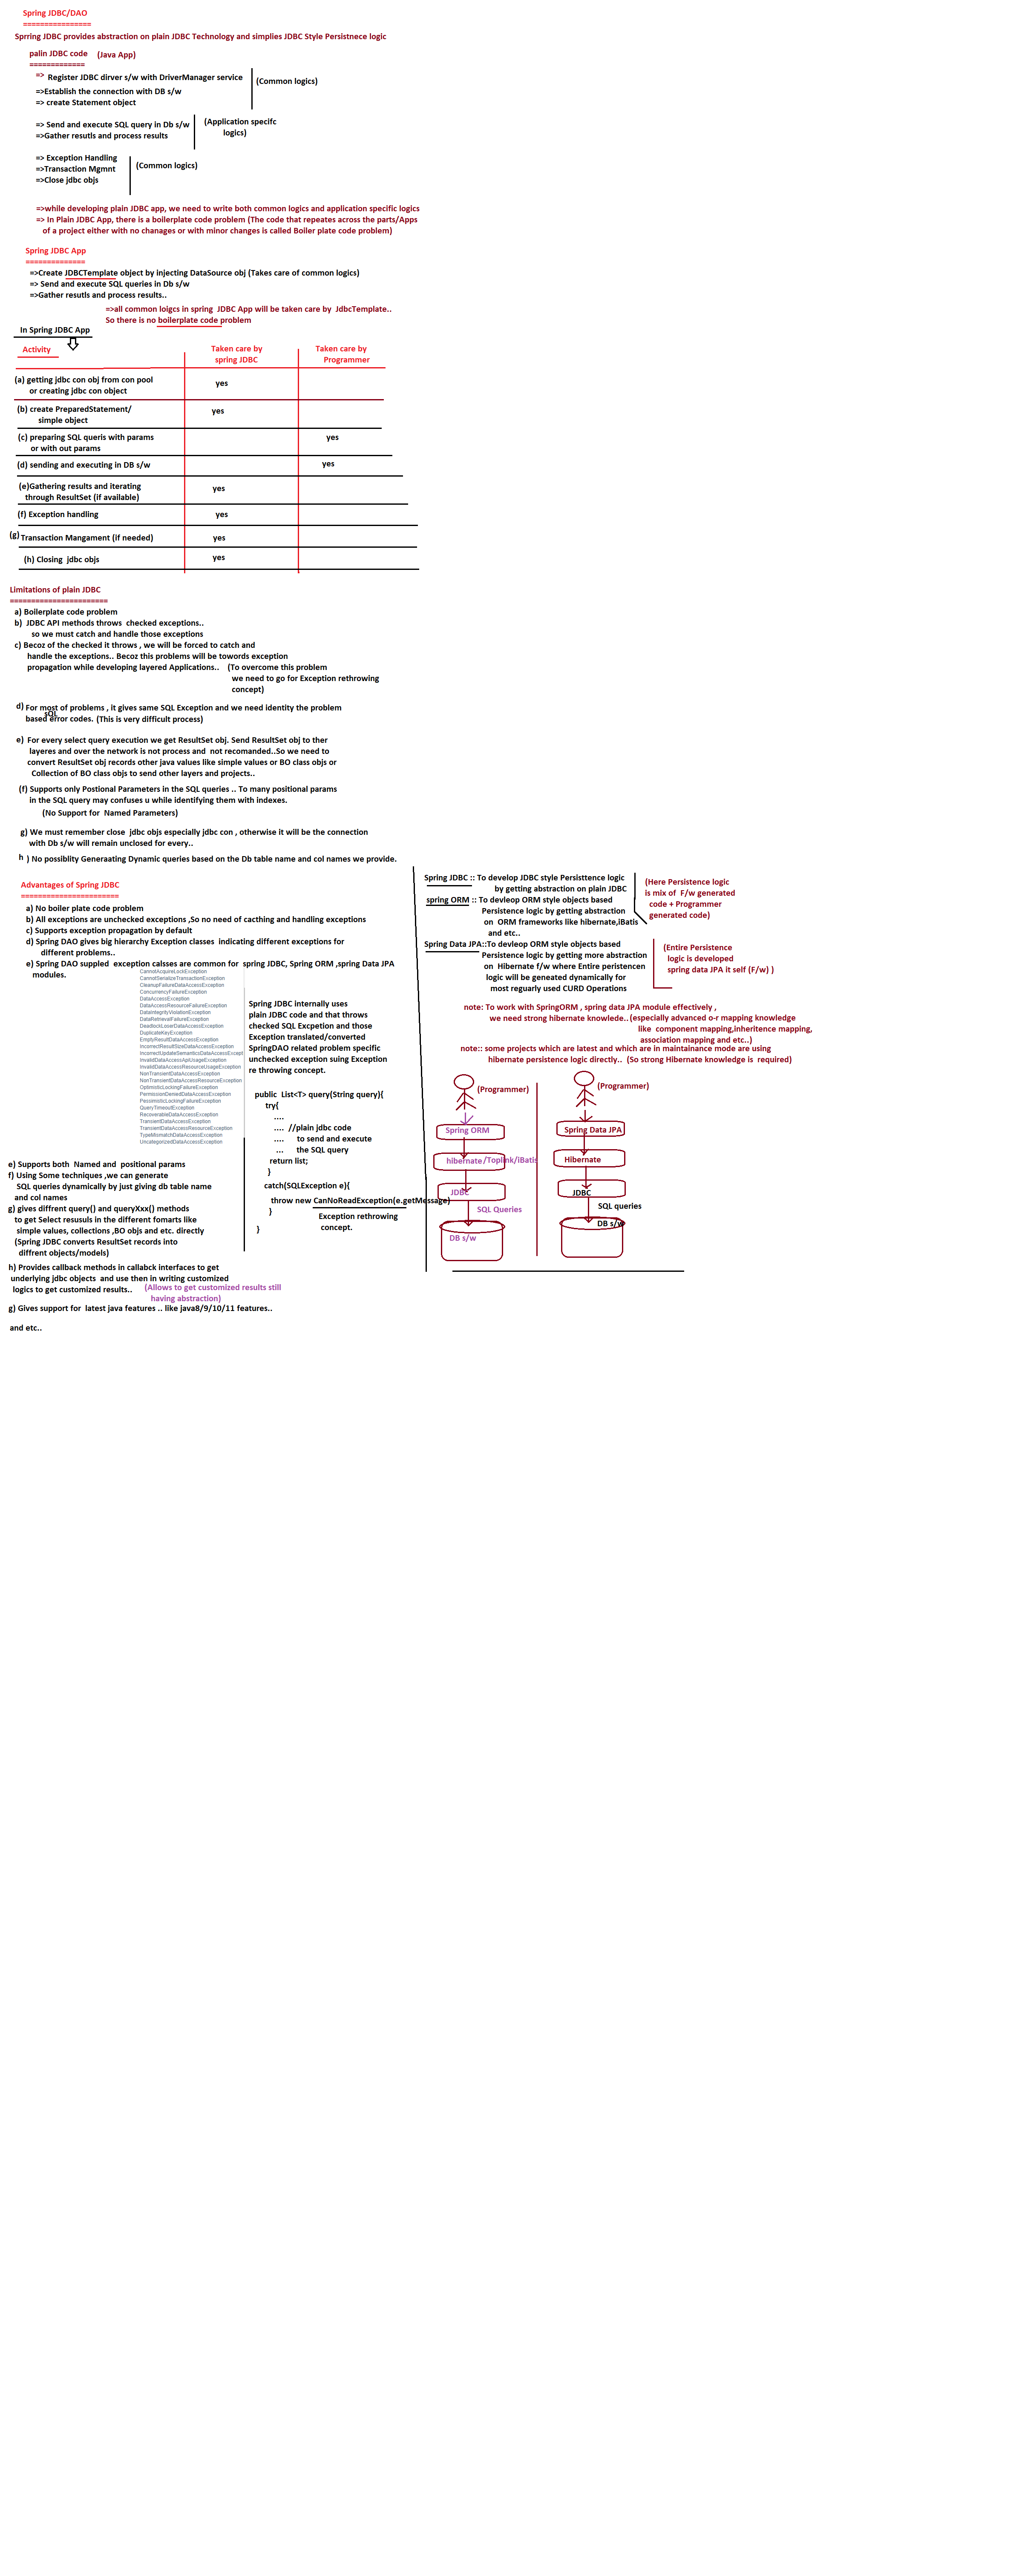 Spring JDBC/DAO
================
Sprring JDBC provides abstraction on plain JDBC Technology and simplies JDBC Style Persistnece logic
palin JDBC code (Java App)
=============
=> Register JDBC dirver s/w with DriverManager service
=>Establish the connection with DB s/w
=> create Statement object
(Common logics)
=> Send and execute SQL query in Db s/w
=>Gather resutls and process results
(Application specifc
logics)
=> Exception Handling
=>Transaction Mgmnt
=>Close jdbc objs
(Common logics)
=>while developing plain JDBC app, we need to write both common logics and application specific logics
=> In Plain JDBC App, there is a boilerplate code problem (The code that repeates across the parts/Apps
of a project either with no chanages or with minor changes is called Boiler plate code problem)
Spring JDBC App
==============
=>Create JDBCTemplate object by injecting DataSource obj (Takes care of common logics)
=> Send and execute SQL queries in Db s/w
=>Gather resutls and process results..
=>all common loigcs in spring JDBC App will be taken care by JdbcTemplate..
So there is no boilerplate code problem
In Spring JDBC App
Activity
Taken care by
spring JDBC
Taken care by
Programmer
(a) getting jdbc con obj from con pool
or creating jdbc con object
yes
(b) create PreparedStatement/
simple object
yes
(c) preparing SQL queris with params
or with out params
yes
(d) sending and executing in DB s/w
yes
(e)Gathering results and iterating
through ResultSet (if available)
yes
(f) Exception handling
yes
(g) Transaction Mangament (if needed)
yes
(h) Closing jdbc objs
yes
Limitations of plain JDBC
=======================
a) Boilerplate code problem
b) JDBC API methods throws checked exceptions..
so we must catch and handle those exceptions
c) Becoz of the checked it throws , we will be forced to catch and
handle the exceptions.. Becoz this problems will be towords exception
propagation while developing layered Applications..
(To overcome this problem
we need to go for Exception rethrowing
concept)
d) For most of problems , it gives same SQL Exception and we need identity the problem
sQL
based error codes. (This is very difficult process)
e) For every select query execution we get ResultSet obj. Send ResultSet obj to ther
layeres and over the network is not process and not recomanded..So we need to
convert ResultSet obj records other java values like simple values or BO class objs or
Collection of BO class objs to send other layers and projects..
(f) Supports only Postional Parameters in the SQL queries .. To many positional params
in the SQL query may confuses u while identifying them with indexes.
(No Support for Named Parameters)
g) We must remember close jdbc objs especially jdbc con , otherwise it will be the connection
with Db s/w will remain unclosed for every..
h ) No possiblity Generaating Dynamic queries based on the Db table name and col names we provide.
Advantages of Spring JDBC
=======================
a) No boiler plate code problem
b) All exceptions are unchecked exceptions ,So no need of cacthing and handling exceptions
c) Supports exception propagation by default
d) Spring DAO gives big hierarchy Exception classes indicating different exceptions for
different problems..
e) Spring DAO suppled exception calsses are common for spring JDBC, Spring ORM ,spring Data JPA
modules.
CannotAcquireLockException
CannotSerializeTransactionException
CleanupFailureDataAccessException
ConcurrencyFailureException
DataAccessException
DataAccessResourceFailureException
DataIntegrityViolationException
DataRetrievalFailureException
DeadlockLoserDataAccessException
DuplicateKeyException
EmptyResultDataAccessException
IncorrectResultSizeDataAccessException
IncorrectUpdateSemanticsDataAccessExcept
InvalidDataAccessApiUsageException
InvalidDataAccessResourceUsageException
NonTransientDataAccessException
NonTransientDataAccessResourceException
OptimisticLockingFailureException
PermissionDeniedDataAccessException
PessimisticLockingFailureException
QueryTimeoutException
RecoverableDataAccessException
TransientDataAccessException
TransientDataAccessResourceException
TypeMismatchDataAccessException
UncategorizedDataAccessException
Spring JDBC internally uses
plain JDBC code and that throws
checked SQL Excpetion and those
Exception translated/converted
SpringDAO related problem specific
unchecked exception suing Exception
re throwing concept.
public List<T> query(String query){
try{
....
.... //plain jdbc code
.... to send and execute
... the SQL query
return list;
}
catch(SQLException e){
throw new CanNoReadException(e.getMessage)
}
Exception rethrowing
concept.
}
e) Supports both Named and positional params
f) Using Some techniques ,we can generate
SQL queries dynamically by just giving db table name
and col names
g) gives diffrent query() and queryXxx() methods
to get Select resusuls in the different fomarts like
simple values, collections ,BO objs and etc. directly
(Spring JDBC converts ResultSet records into
diffrent objects/models)
h) Provides callback methods in callabck interfaces to get
underlying jdbc objects and use then in writing customized
logics to get customized results..
(Allows to get customized results still
having abstraction)
g) Gives support for latest java features .. like java8/9/10/11 features..
and etc..
Spring JDBC :: To develop JDBC style Persisttence logic
by getting abstraction on plain JDBC
spring ORM :: To devleop ORM style objects based
Persistence logic by getting abstraction
on ORM frameworks like hibernate,iBatis
and etc..
(Here Persistence logic
is mix of F/w generated
code + Programmer
generated code)
Spring Data JPA::To devleop ORM style objects based
Persistence logic by getting more abstraction
on Hibernate f/w where Entire peristencen
logic will be geneated dynamically for
most reguarly used CURD Operations
(Entire Persistence
logic is developed
spring data JPA it self (F/w) )
note: To work with SpringORM , spring data JPA module effectively ,
we need strong hibernate knowlede.. (especially advanced o-r mapping knowledge
like component mapping,inheritence mapping,
association mapping and etc..)
note:: some projects which are latest and which are in maintainance mode are using
hibernate persistence logic directly.. (So strong Hibernate knowledge is required)
(Programmer)
Spring ORM
hibernate/Toplink/iBatis
JDBC
SQL Queries
DB s/w
(Programmer)
Spring Data JPA
Hibernate
JDBC
SQL queries
DB s/w